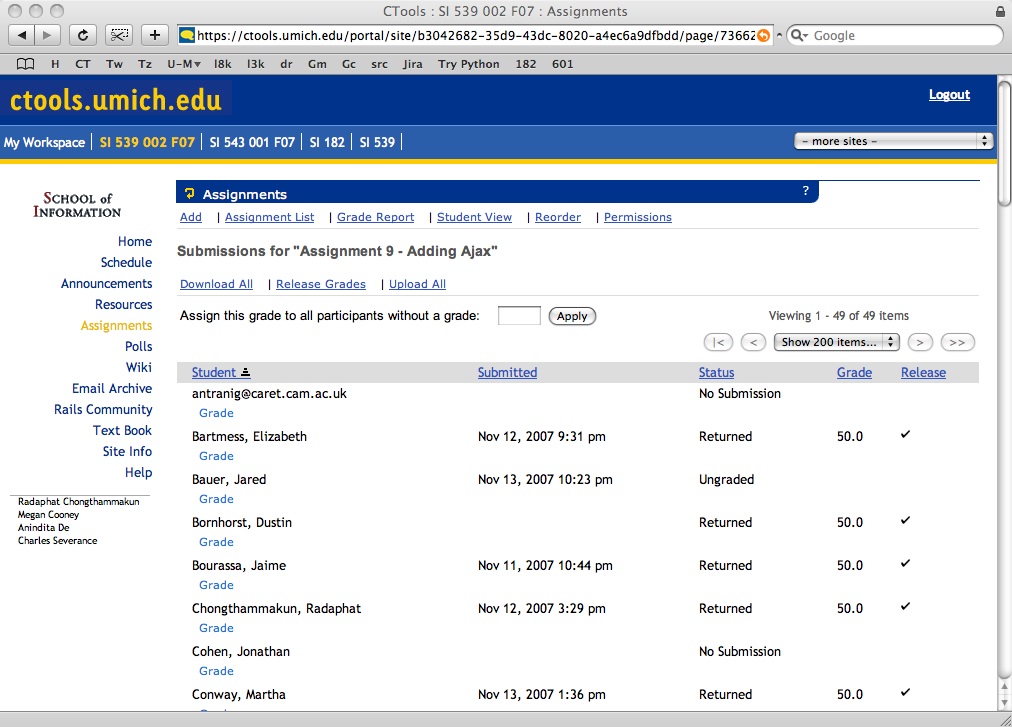 CTools : SI 539 002 F07 : Assignments
https://ctools.umich.edu/portal/site/b3042682-35d9-43dc-8020-a4ec6a9dfbdd/page/73662
Google
H CT Tw Tz U-M▾ l8k l3k dr Gm Gc src Jira Try Python 182 601
ctools.umich.edu
Logout
My Workspace | SI 539 002 F07 | SI 543 001 F07 | SI 182 | SI 539 |
- more sites -
SCHOOL of
INFORMATION
Home
Schedule
Announcements
Resources
Assignments
Polls
Wiki
Email Archive
Rails Community
Text Book
Site Info
Help
Radaphat Chongthammakun
Megan Cooney
Anindita De
Charles Severance
Assignments ?
Add | Assignment List | Grade Report | Student View | Reorder | Permissions
Submissions for "Assignment 9 - Adding Ajax"
Download All | Release Grades | Upload All
Assign this grade to all participants without a grade: Apply
Viewing 1 - 49 of 49 items
|< < Show 200 items... > >>
Student Submitted Status Grade Release
antranig@caret.cam.ac.uk No Submission
Grade
Bartmess, Elizabeth Nov 12, 2007 9:31 pm Returned 50.0 ✓
Grade
Bauer, Jared Nov 13, 2007 10:23 pm Ungraded
Grade
Bornhorst, Dustin Returned 50.0 ✓
Grade
Bourassa, Jaime Nov 11, 2007 10:44 pm Returned 50.0 ✓
Grade
Chongthammakun, Radaphat Nov 12, 2007 3:29 pm Returned 50.0 ✓
Grade
Cohen, Jonathan No Submission
Grade
Conway, Martha Nov 13, 2007 1:36 pm Returned 50.0 ✓